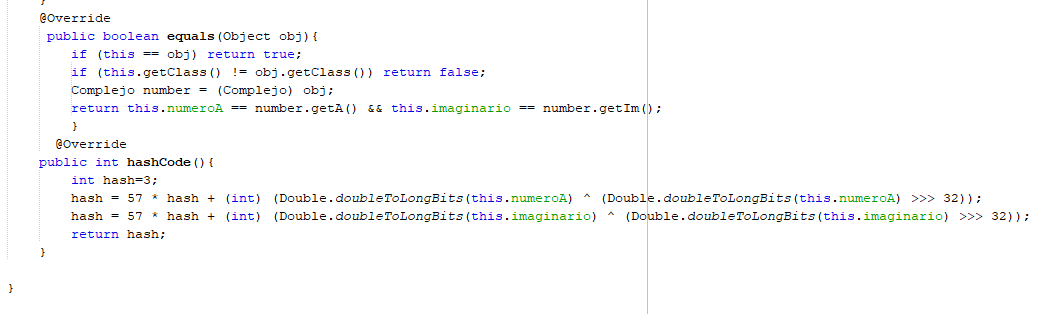 }
@Override
public boolean equals(Object obj){
if (this == obj) return true;
if (this.getClass() != obj.getClass()) return false;
Complejo number = (Complejo) obj;
return this.numeroA == number.getA() && this.imaginario == number.getIm();
}
@Override
public int hashCode(){
int hash=3;
hash = 57 * hash + (int) (Double.doubleToLongBits(this.numeroA) ^ (Double.doubleToLongBits(this.numeroA) >>> 32));
hash = 57 * hash + (int) (Double.doubleToLongBits(this.imaginario) ^ (Double.doubleToLongBits(this.imaginario) >>> 32));
return hash;
}
}